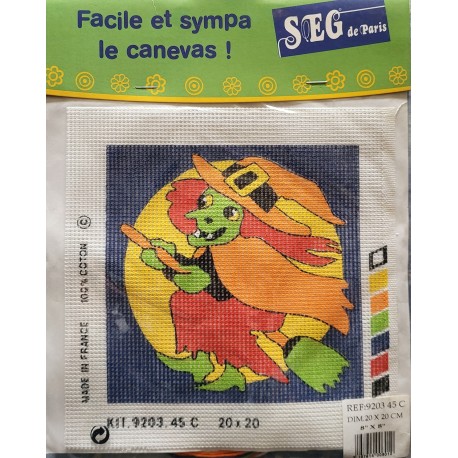 Facile et sympa
le canevas !
SEG
de Paris
MADE IN FRANCE 100% COTON ©
KIT.9203.45 C 20 x 20
REF:9203 45 C
DIM.20 X 20 CM
8" X 8"